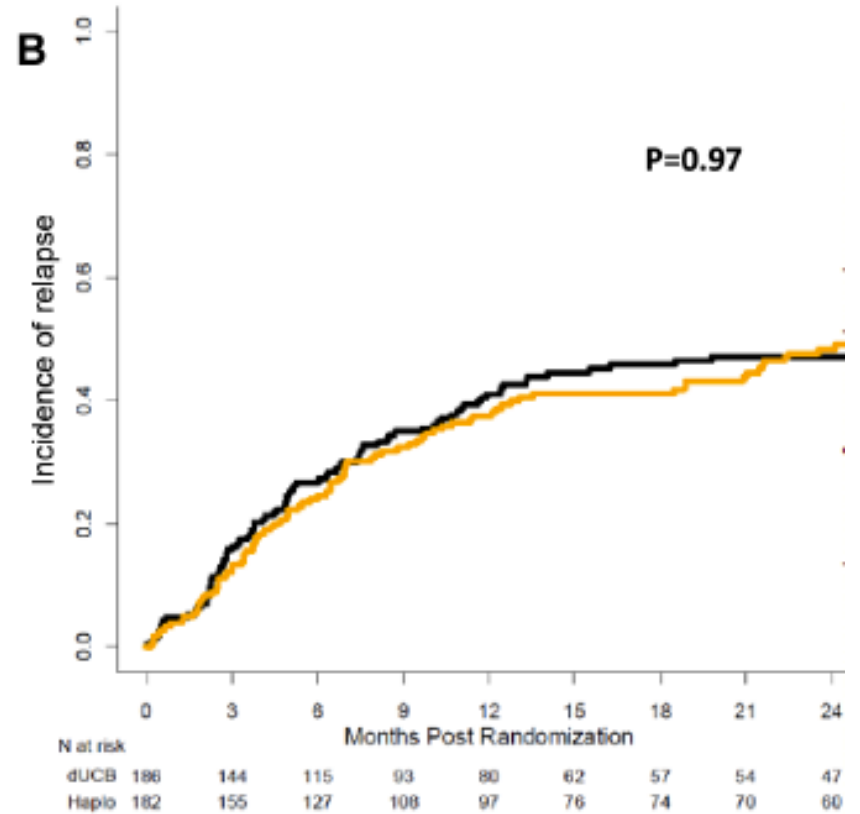 B
P=0.97
Incidence of relapse
1.0
0.8
0.6
0.4
0.2
0.0
0 3 6 9 12 15 18 21 24
Months Post Randomization
N at risk
dUCB 186 144 115 93 80 62 57 54 47
Haplo 182 155 127 108 97 76 74 70 60